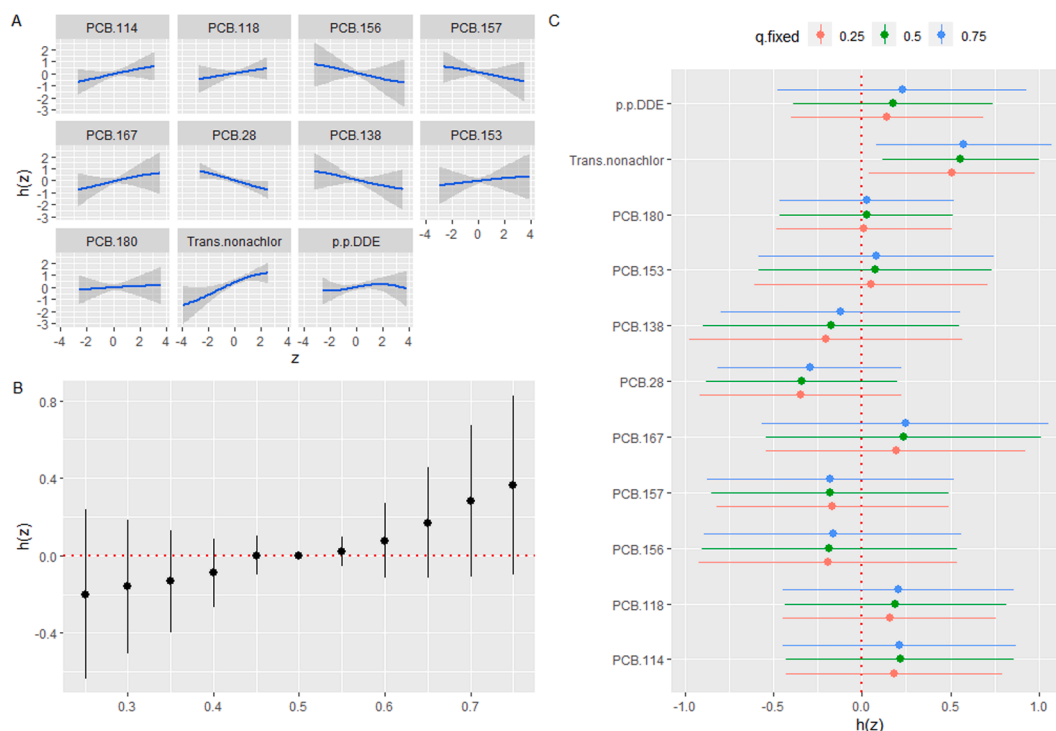 A
PCB.114 PCB.118 PCB.156 PCB.157
2
1
0
-1
-2
-3
PCB.167 PCB.28 PCB.138 PCB.153
2
1
0
-1
-2
-3
h(z)
-4 -2 0 2 4
PCB.180 Trans.nonachlor p.p.DDE
2
1
0
-1
-2
-3
-4 -2 0 2 4 -4 -2 0 2 4 -4 -2 0 2 4
z
B
0.8
0.4
0.0
-0.4
h(z)
0.3 0.4 0.5 0.6 0.7
C
q.fixed 0.25 0.5 0.75
p.p.DDE
Trans.nonachlor
PCB.180
PCB.153
PCB.138
PCB.28
PCB.167
PCB.157
PCB.156
PCB.118
PCB.114
-1.0 -0.5 0.0 0.5 1.0
h(z)